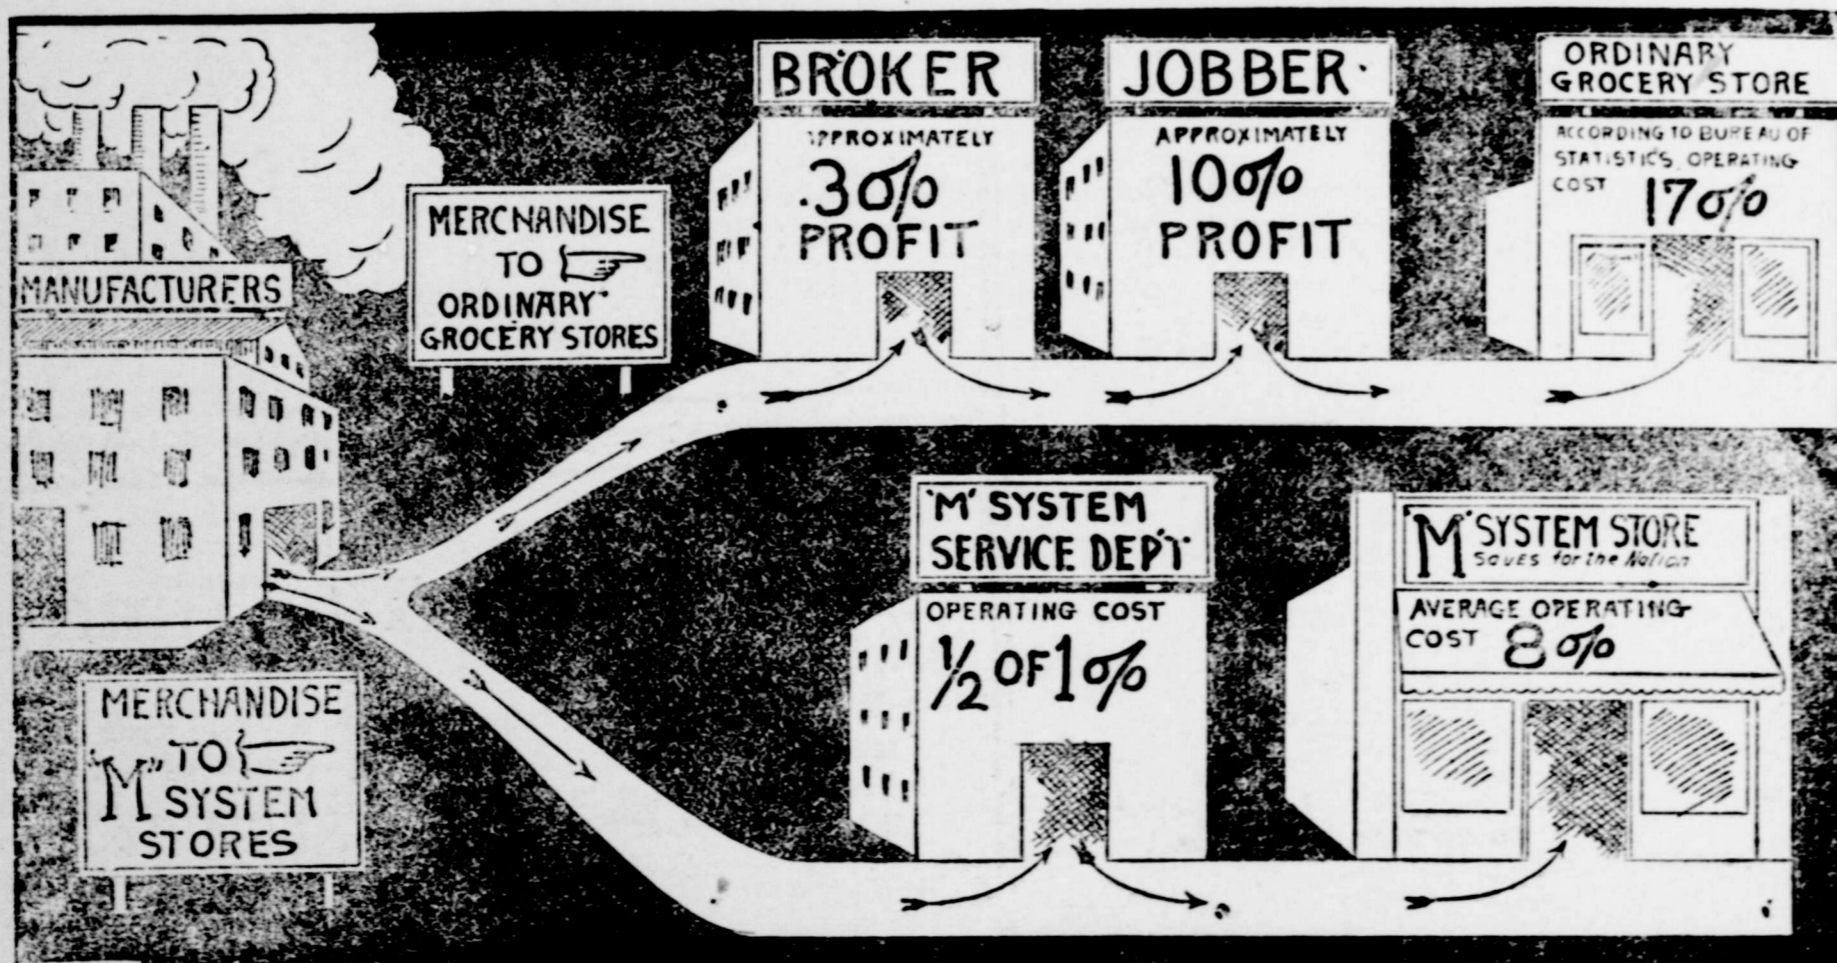 MANUFACTURERS
MERCHANDISE
TO
ORDINARY
GROCERY STORES
BROKER
APPROXIMATELY
.3%
PROFIT
JOBBER
APPROXIMATELY
10%
PROFIT
ORDINARY
GROCERY STORE
ACCORDING TO BUREAU OF
STATISTICS, OPERATING
COST 17%
MERCHANDISE
TO
"M"
SYSTEM
STORES
'M' SYSTEM
SERVICE DEP'T
OPERATING COST
1/2 OF 1%
'M' SYSTEM STORE
Saves for the Nation
AVERAGE OPERATING
COST 8%